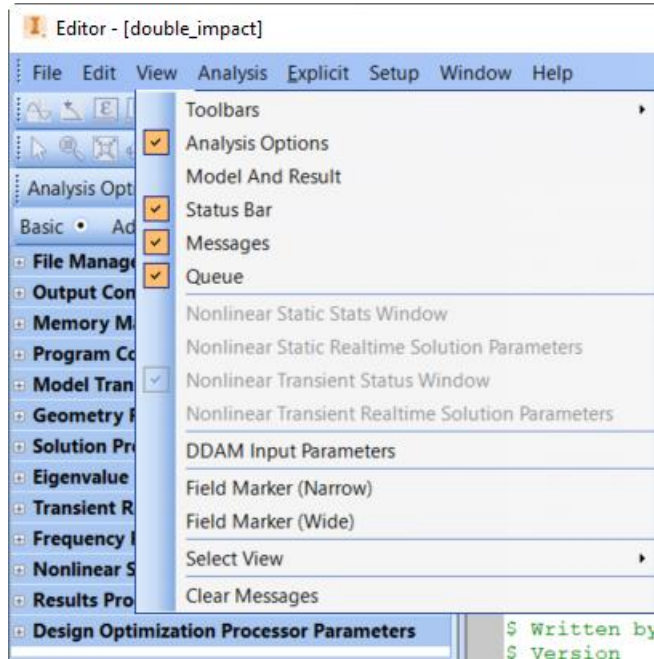 Editor - [double_impact]
File Edit View Analysis Explicit Setup Window Help
Toolbars
Analysis Options
Model And Result
Analysis Opt
Status Bar
Basic Ad
Messages
File Manage
Queue
Output Con
Nonlinear Static Stats Window
Memory M
Nonlinear Static Realtime Solution Parameters
Program Co
Nonlinear Transient Status Window
Model Tran
Nonlinear Transient Realtime Solution Parameters
Geometry
Solution Pr
DDAM Input Parameters
Eigenvalue
Field Marker (Narrow)
Transient R
Field Marker (Wide)
Frequency
Select View
Nonlinear S
Results Pro
Clear Messages
Design Optimization Processor Parameters
$ Written by
$ Version